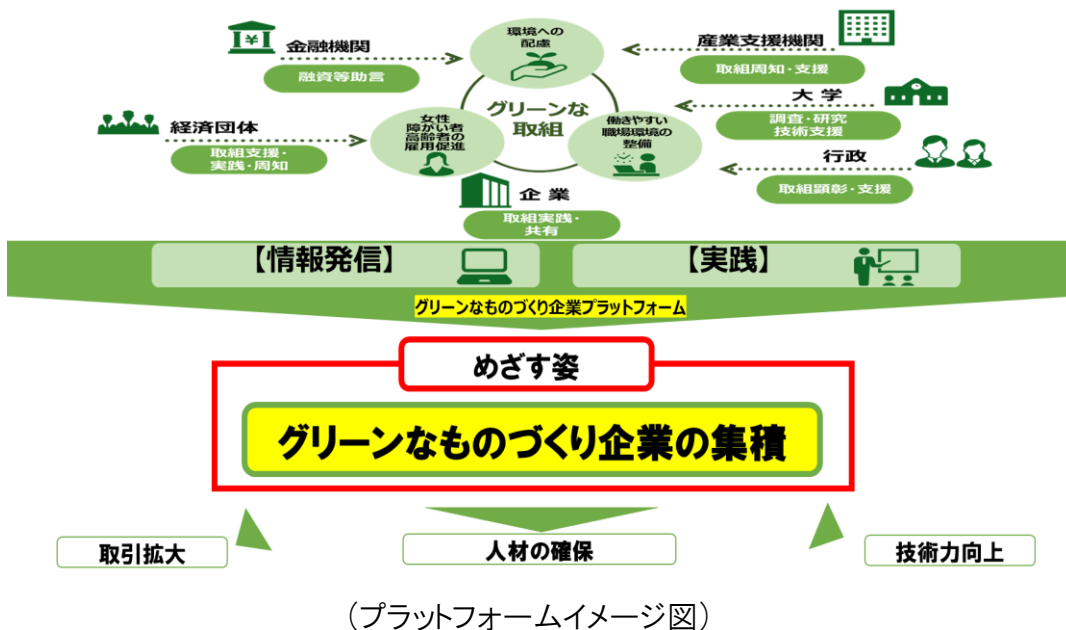 金融機関
融資等助言
経済団体
取組支援・
実践・周知
環境への
配慮
グリーンな
取組
女性
障がい者
高齢者の
雇用促進
働きやすい
職場環境の
整備
産業支援機関
取組周知・支援
大学
調査・研究
技術支援
行政
取組顕彰・支援
企業
取組実践・
共有
【情報発信】
【実践】
グリーンなものづくり企業プラットフォーム
めざす姿
グリーンなものづくり企業の集積
取引拡大
人材の確保
技術力向上
（プラットフォームイメージ図）